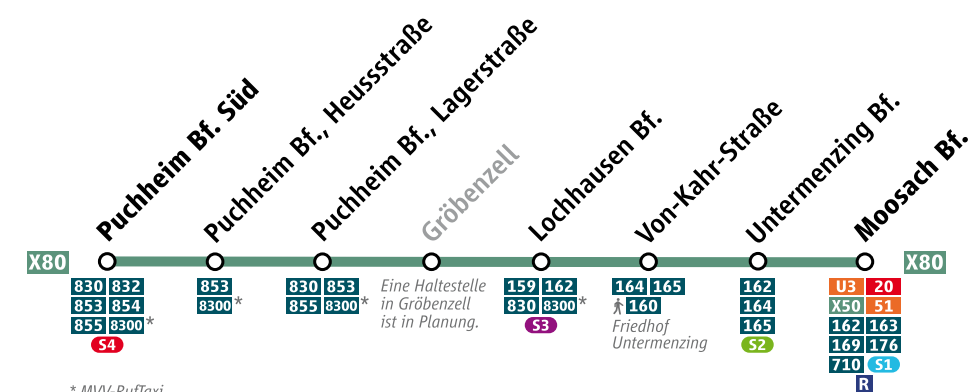 Puchheim Bf. Süd
Puchheim Bf., Heussstraße
Puchheim Bf., Lagerstraße
Gröbenzell
Lochhausen Bf.
Von-Kahr-Straße
Untermenzing Bf.
Moosach Bf.
X80
X80
830 832
853 854
855 8300*
S4
853
8300*
830 853
855 8300*
Eine Haltestelle
in Gröbenzell
ist in Planung.
159 162
830 8300*
S3
164 165
160
Friedhof
Untermenzing
162
164
165
S2
U3 20
X50 51
162 163
169 176
710 S1
R
* MVV-RufTaxi